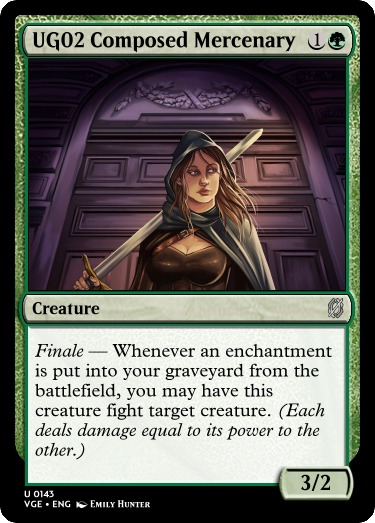 UG02 Composed Mercenary 1
Creature
Finale — Whenever an enchantment
is put into your graveyard from the
battlefield, you may have this
creature fight target creature. (Each
deals damage equal to its power to the
other.)
3/2
U 0143
VGE • ENG Emily Hunter